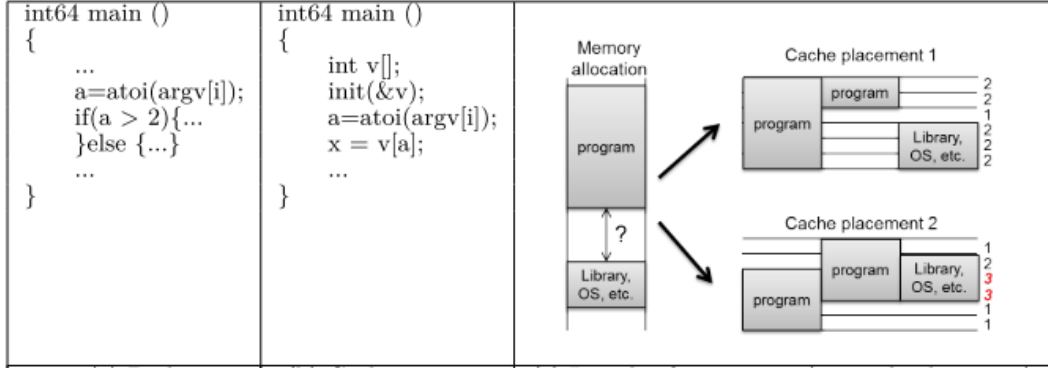 int64 main ()
{
...
a=atoi(argv[i]);
if(a > 2){...
}else {...}
...
}
int64 main ()
{
int v[];
init(&v);
a=atoi(argv[i]);
x = v[a];
...
}
Memory
allocation
program
?
Library,
OS, etc.
Cache placement 1
program
program
Library,
OS, etc.
2
2
1
2
2
2
Cache placement 2
program
program
Library,
OS, etc.
1
2
3
3
1
1